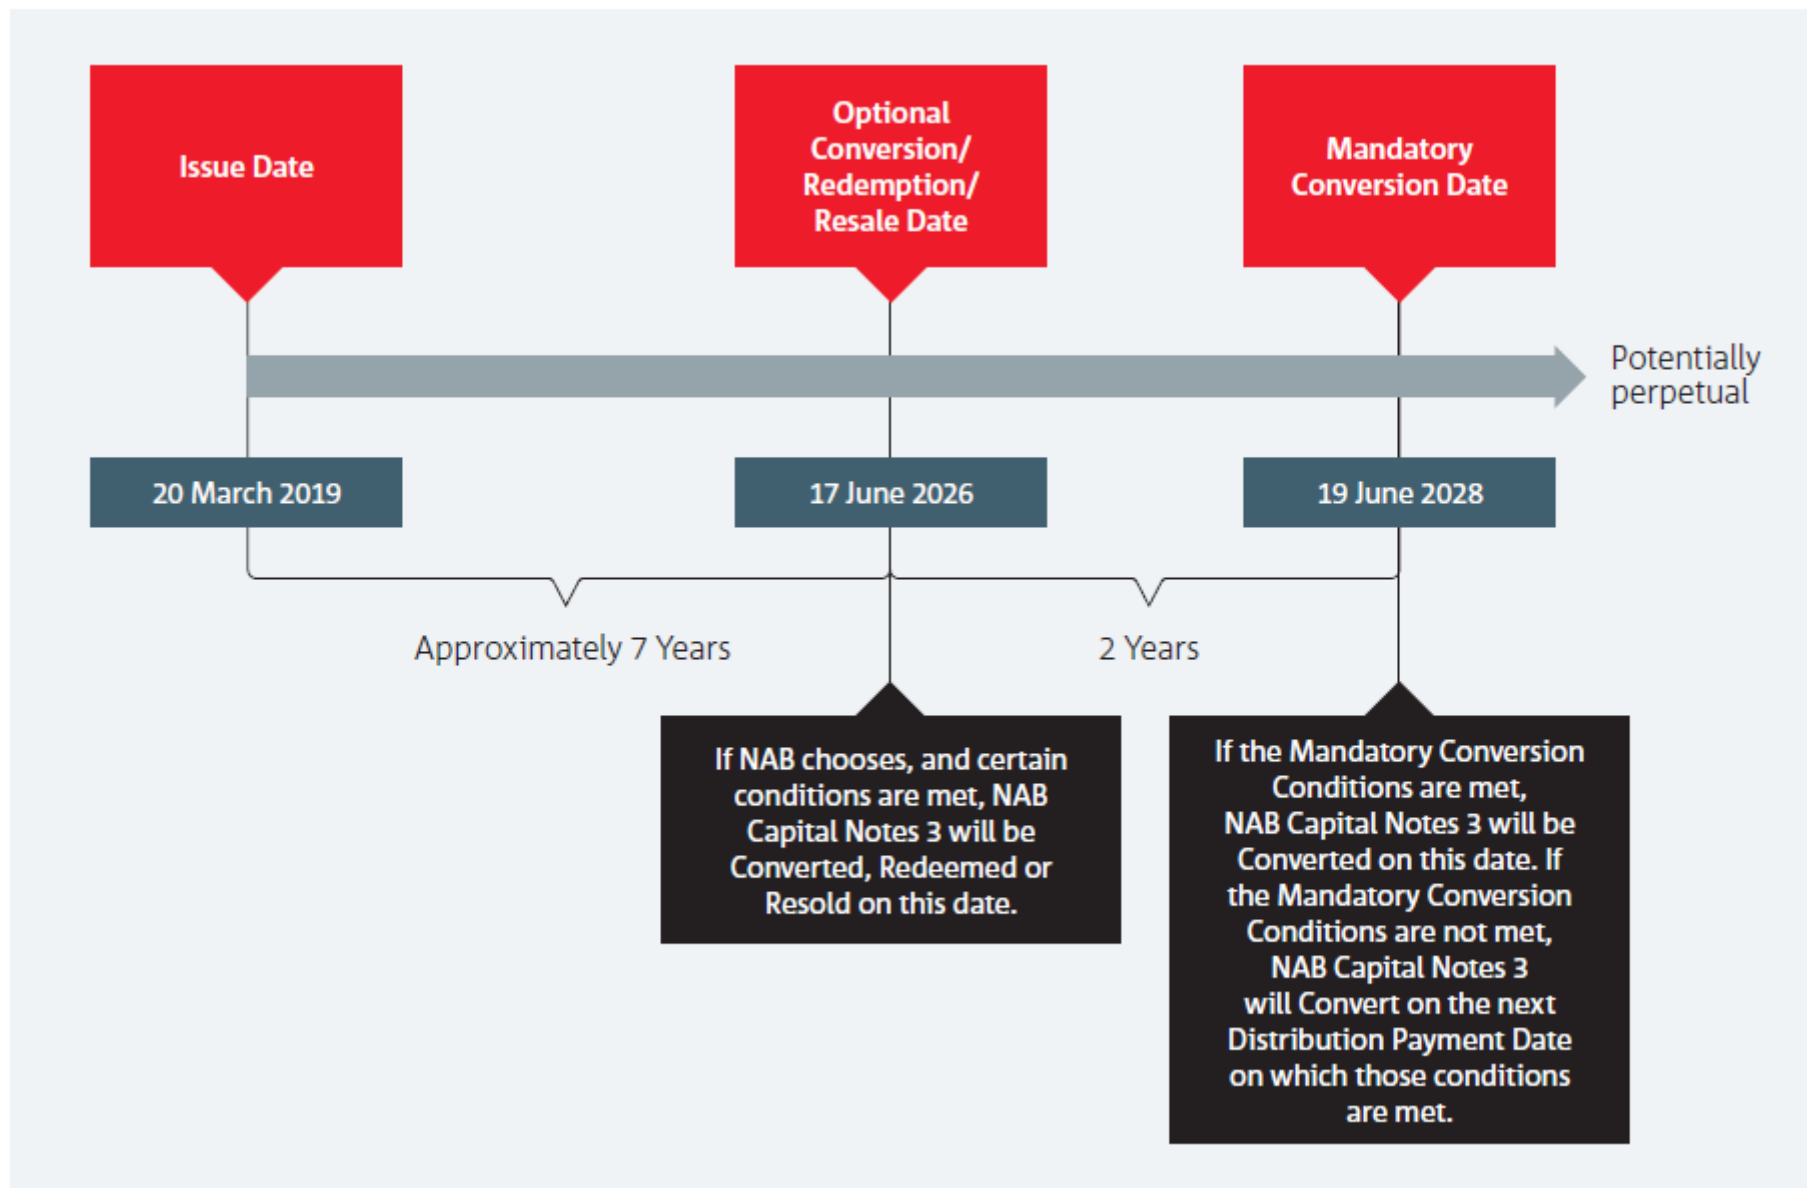 Issue Date
Optional
Conversion/
Redemption/
Resale Date
Mandatory
Conversion Date
Potentially
perpetual
20 March 2019
17 June 2026
19 June 2028
Approximately 7 Years
2 Years
If NAB chooses, and certain
conditions are met, NAB
Capital Notes 3 will be
Converted, Redeemed or
Resold on this date.
If the Mandatory Conversion
Conditions are met,
NAB Capital Notes 3 will be
Converted on this date. If
the Mandatory Conversion
Conditions are not met,
NAB Capital Notes 3
will Convert on the next
Distribution Payment Date
on which those conditions
are met.